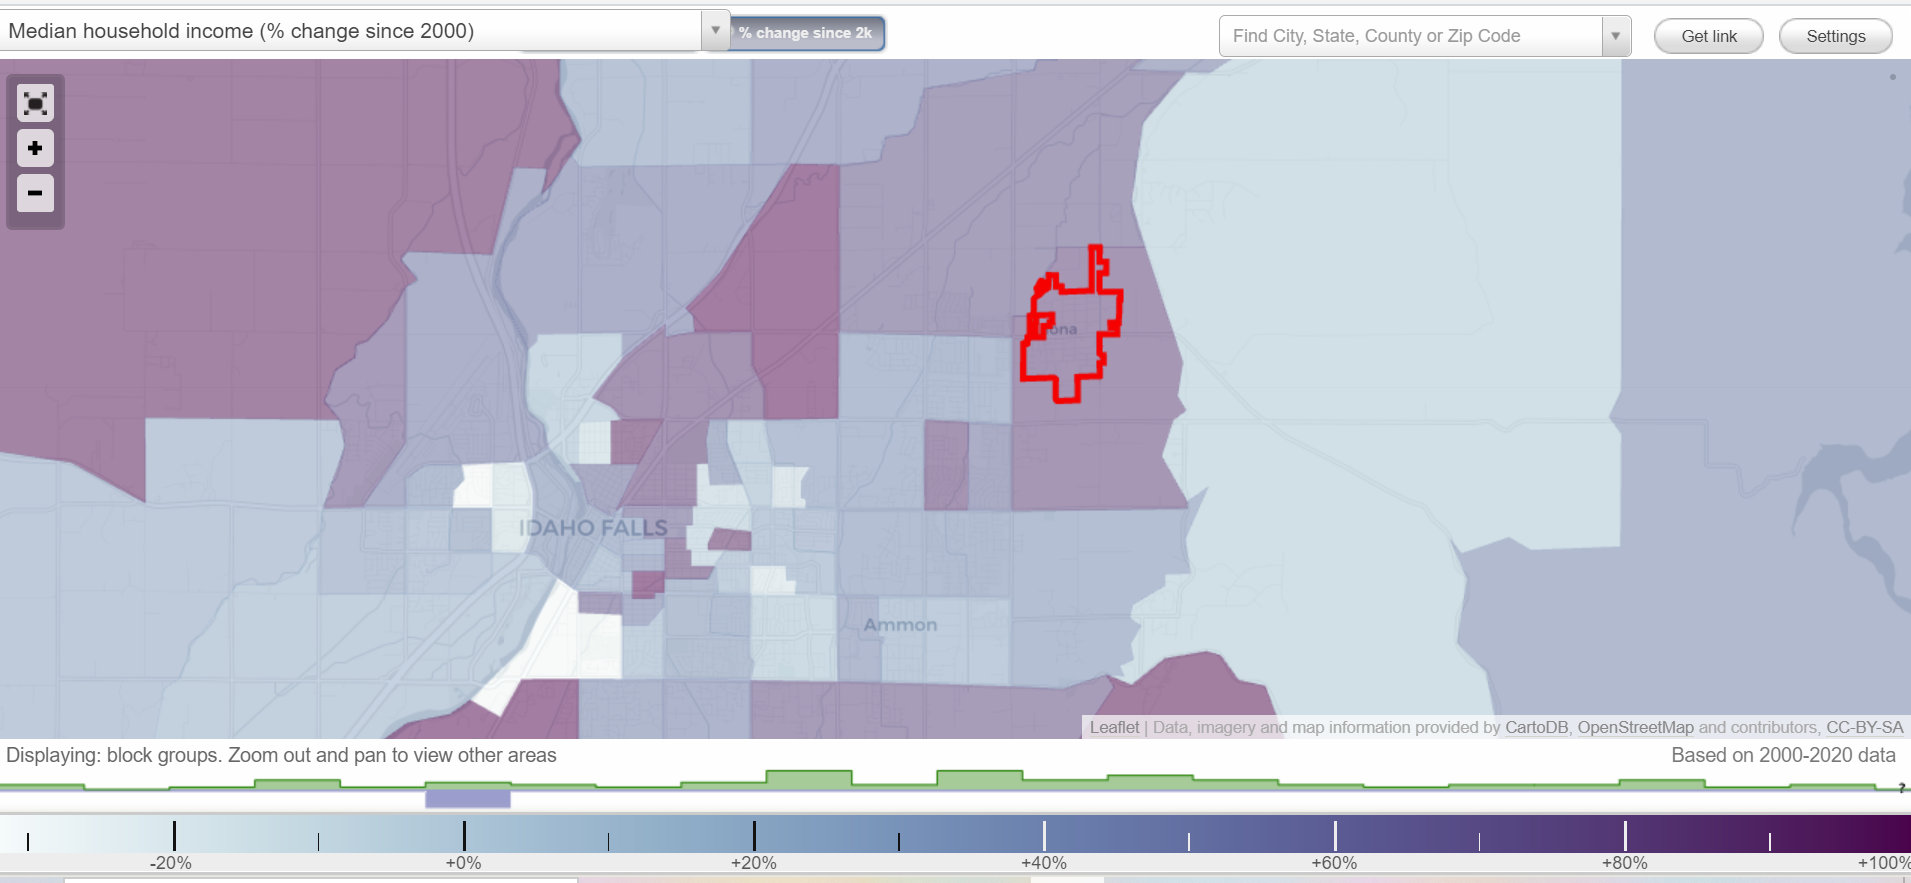 Median household income (% change since 2000)
% change since 2k
Find City, State, County or Zip Code
Get link
Settings
ona
IDAHO FALLS
Ammon
Leaflet | Data, imagery and map information provided by CartoDB, OpenStreetMap and contributors, CC-BY-SA
Displaying: block groups. Zoom out and pan to view other areas
Based on 2000-2020 data
?
-20%
+0%
+20%
+40%
+60%
+80%
+100%